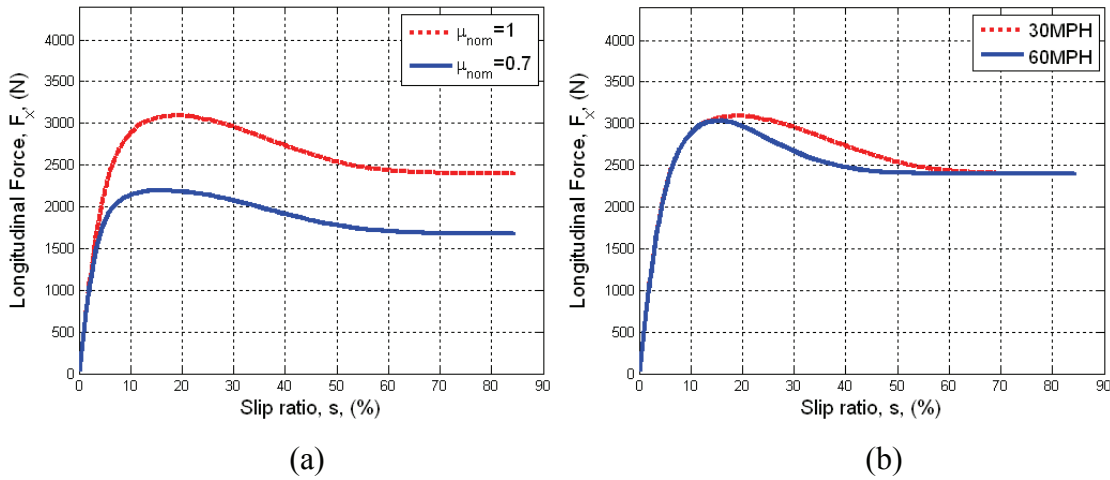 4000
3500
3000
2500
2000
1500
1000
500
0
Longitudinal Force, Fx, (N)
μnom=1
μnom=0.7
0 10 20 30 40 50 60 70 80 90
Slip ratio, s, (%)
(a)
4000
3500
3000
2500
2000
1500
1000
500
0
Longitudinal Force, Fx, (N)
30MPH
60MPH
0 10 20 30 40 50 60 70 80 90
Slip ratio, s, (%)
(b)